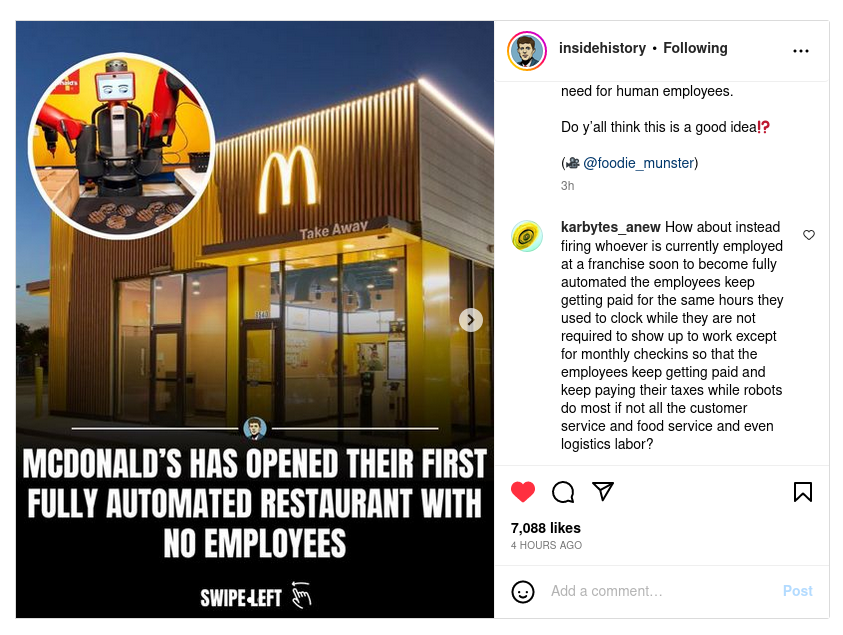 insidehistory • Following
need for human employees.
Do y'all think this is a good idea⁉️
(🎥 @foodie_munster)
3h
karbytes_anew How about instead
firing whoever is currently employed
at a franchise soon to become fully
automated the employees keep
getting paid for the same hours they
used to clock while they are not
required to show up to work except
for monthly checkins so that the
employees keep getting paid and
keep paying their taxes while robots
do most if not all the customer
service and food service and even
logistics labor?
7,088 likes
4 HOURS AGO
Add a comment...
Post
Take Away
MCDONALD'S HAS OPENED THEIR FIRST
FULLY AUTOMATED RESTAURANT WITH
NO EMPLOYEES
SWIPE LEFT